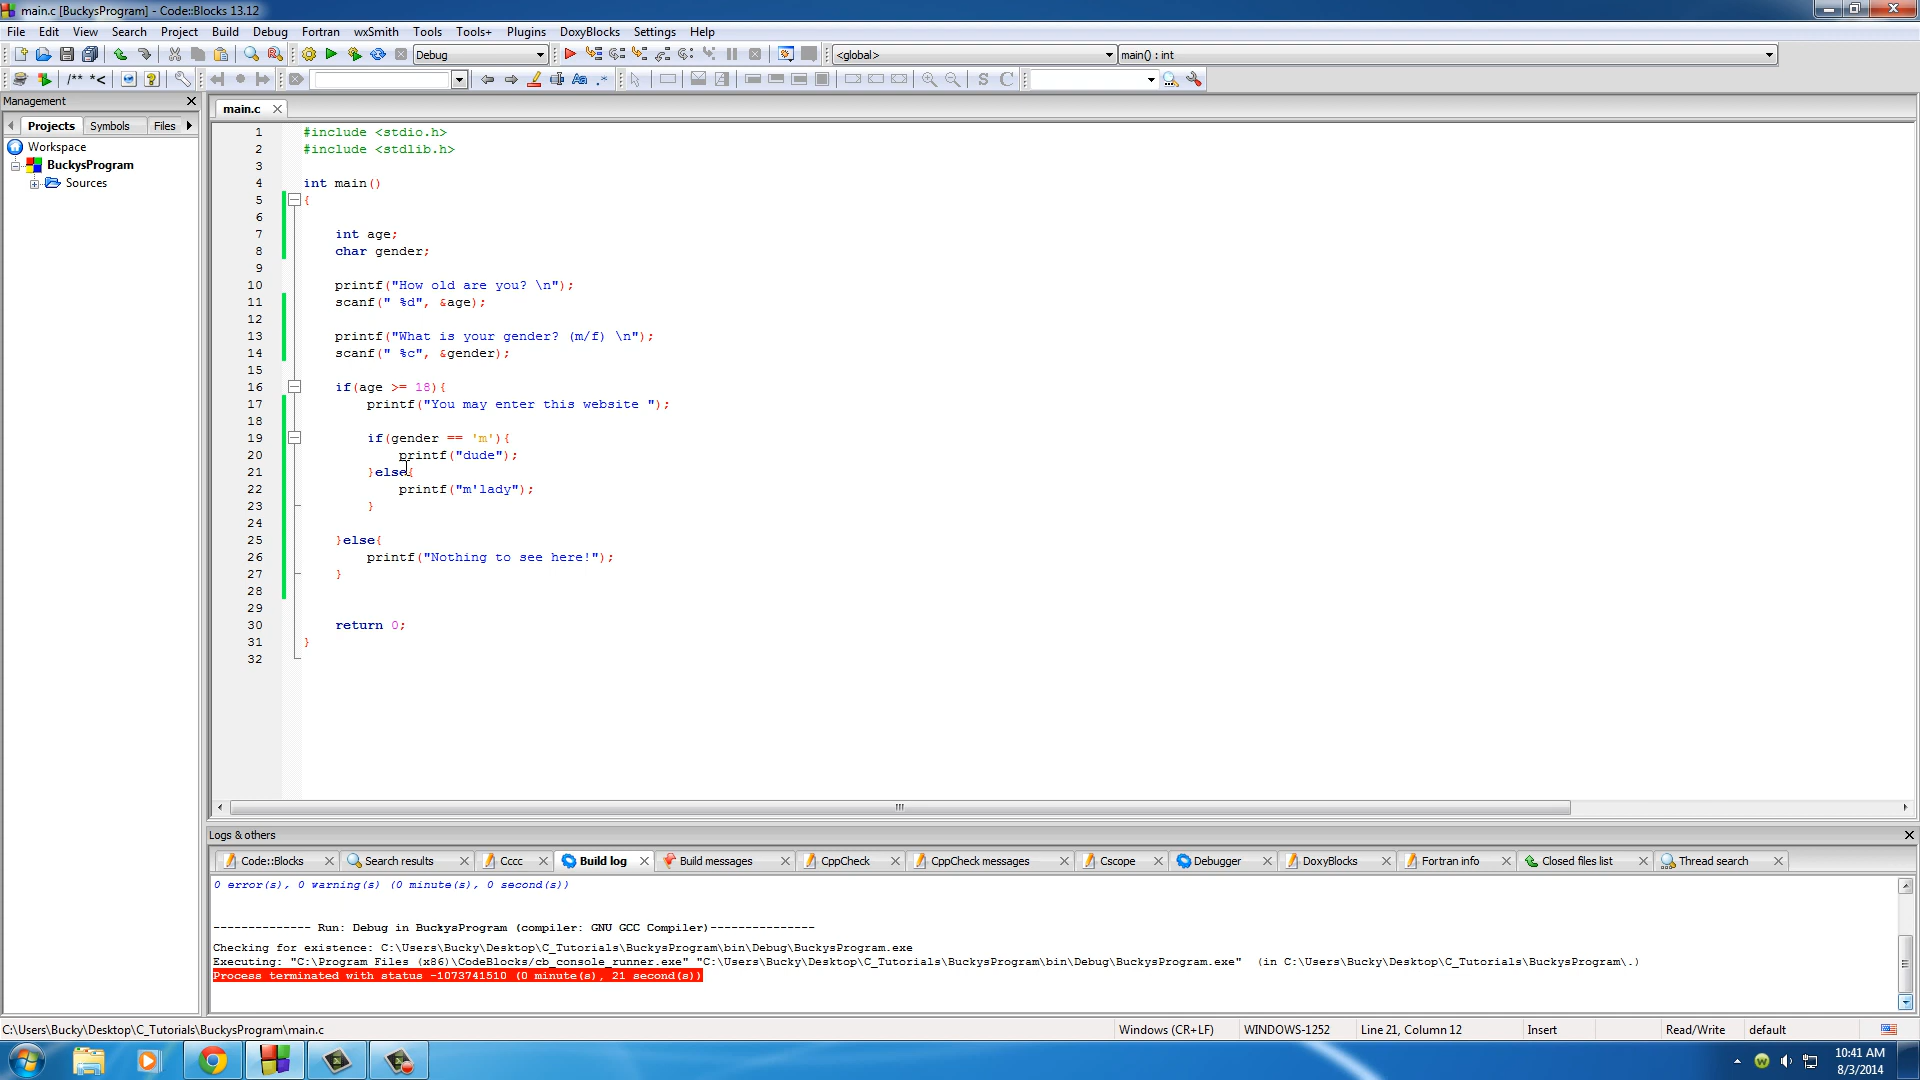 main.c [BuckysProgram] - Code::Blocks 13.12
File Edit View Search Project Build Debug Fortran wxSmith Tools Tools+ Plugins DoxyBlocks Settings Help
Debug <global> main() : int
/** *<
Management
Projects Symbols Files
Workspace
BuckysProgram
Sources
main.c
1 #include <stdio.h>
2 #include <stdlib.h>
3
4 int main()
5 {
6
7 int age;
8 char gender;
9
10 printf("How old are you? \n");
11 scanf(" %d", &age);
12
13 printf("What is your gender? (m/f) \n");
14 scanf(" %c", &gender);
15
16 if(age >= 18){
17 printf("You may enter this website ");
18
19 if(gender == 'm'){
20 printf("dude");
21 }else{
22 printf("m'lady");
23 }
24
25 }else{
26 printf("Nothing to see here!");
27 }
28
29
30 return 0;
31 }
32
Logs & others
Code::Blocks Search results Cccc Build log Build messages CppCheck CppCheck messages Cscope Debugger DoxyBlocks Fortran info Closed files list Thread search
0 error(s), 0 warning(s) (0 minute(s), 0 second(s))
-------------- Run: Debug in BuckysProgram (compiler: GNU GCC Compiler)---------------
Checking for existence: C:\Users\Bucky\Desktop\C_Tutorials\BuckysProgram\bin\Debug\BuckysProgram.exe
Executing: "C:\Program Files (x86)\CodeBlocks/cb_console_runner.exe" "C:\Users\Bucky\Desktop\C_Tutorials\BuckysProgram\bin\Debug\BuckysProgram.exe"  (in C:\Users\Bucky\Desktop\C_Tutorials\BuckysProgram\.)
Process terminated with status -1073741510 (0 minute(s), 21 second(s))
C:\Users\Bucky\Desktop\C_Tutorials\BuckysProgram\main.c Windows (CR+LF) WINDOWS-1252 Line 21, Column 12 Insert Read/Write default
10:41 AM
8/3/2014